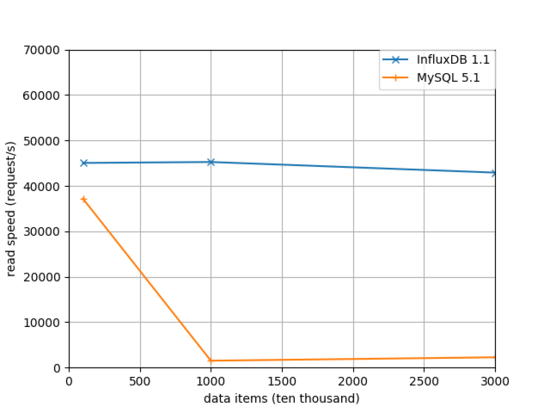 70000
60000
50000
40000
30000
20000
10000
0
read speed (request/s)
InfluxDB 1.1
MySQL 5.1
0 500 1000 1500 2000 2500 3000
data items (ten thousand)